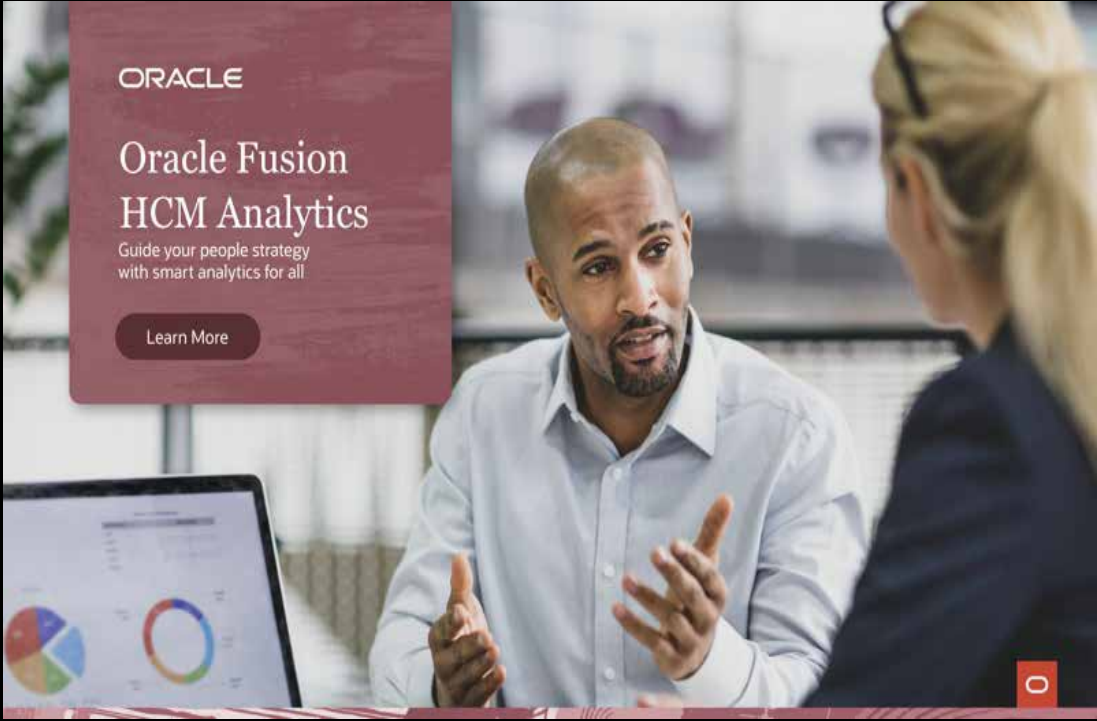 ORACLE
Oracle Fusion
HCM Analytics
Guide your people strategy
with smart analytics for all
Learn More